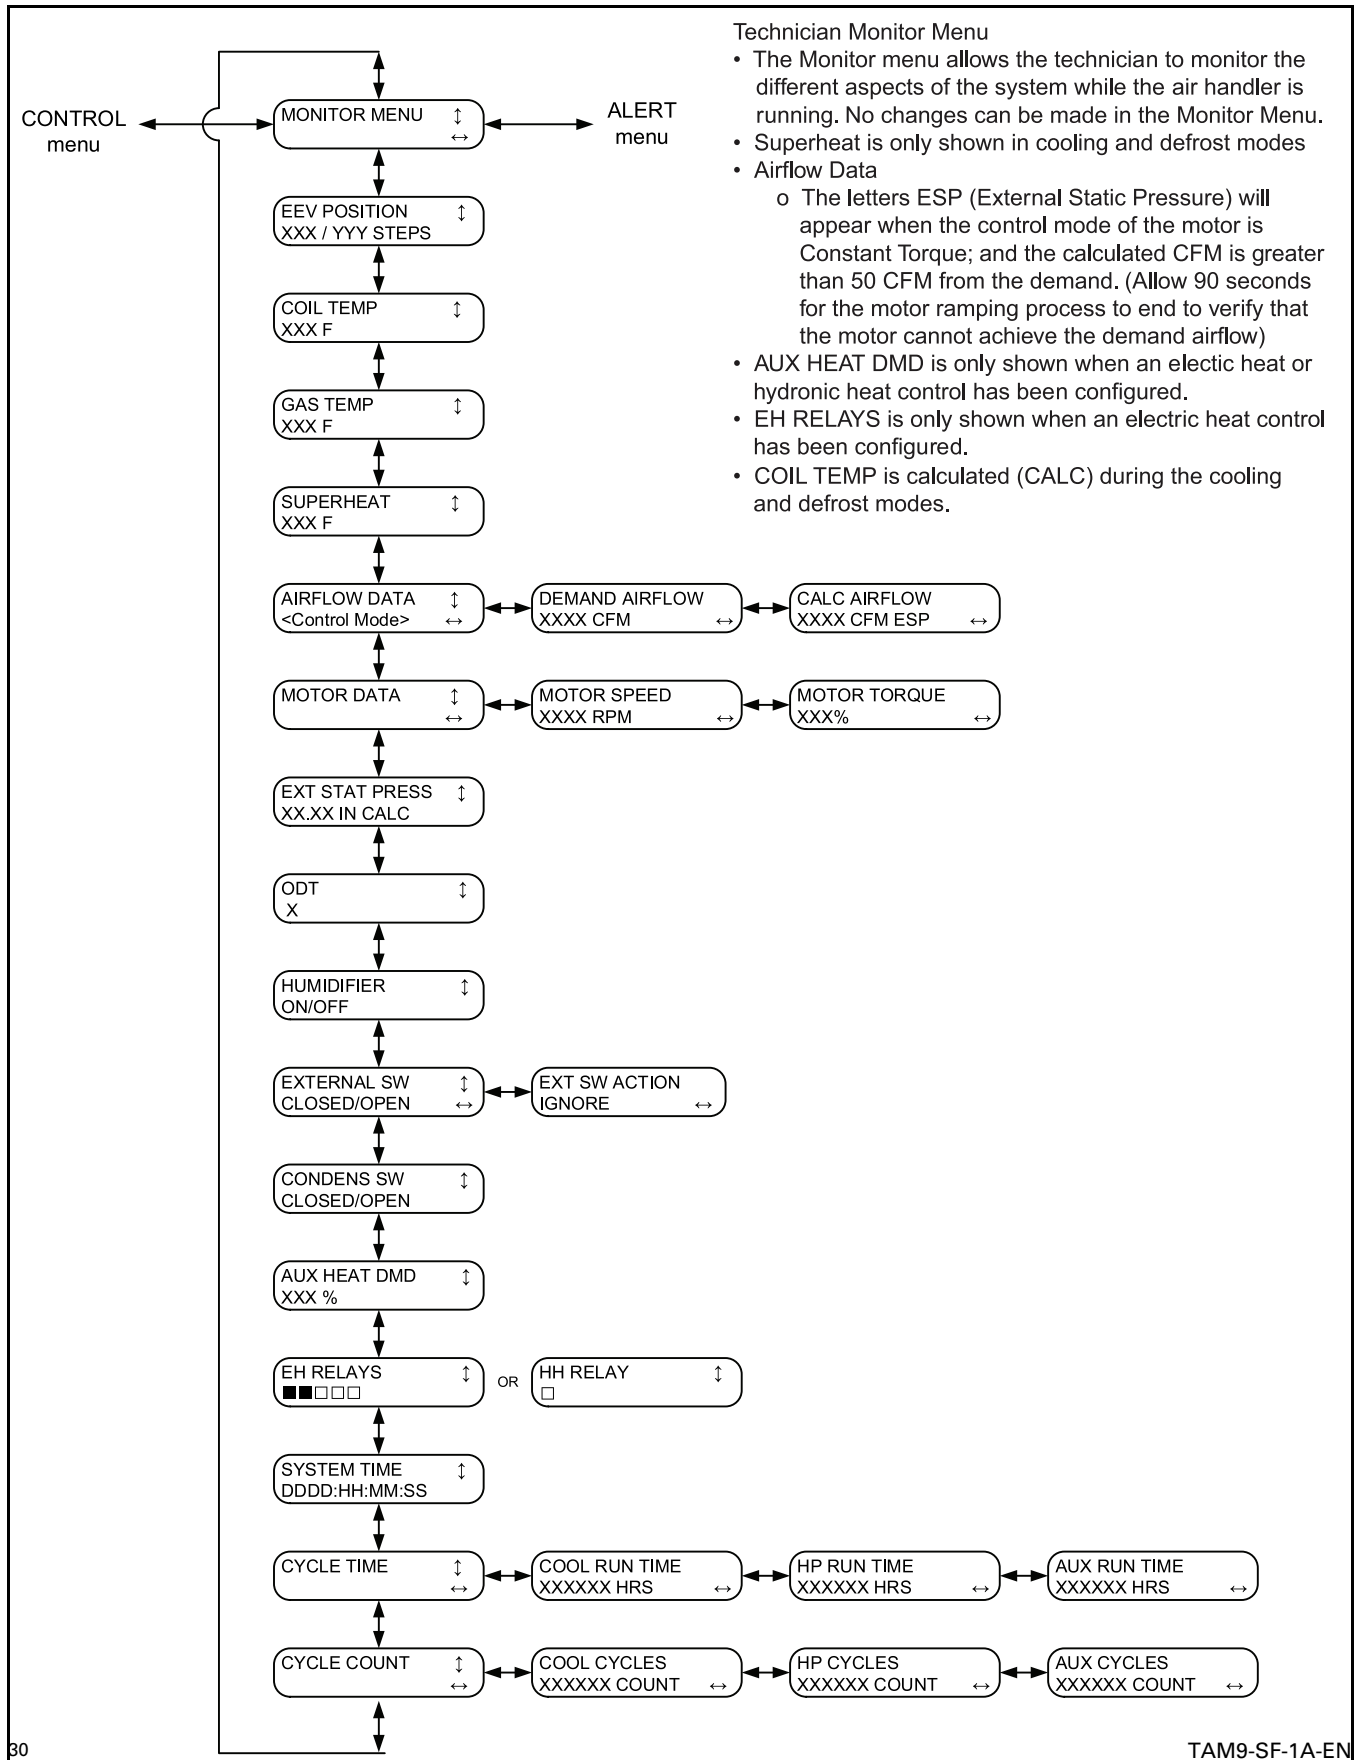 Technician Monitor Menu
• The Monitor menu allows the technician to monitor the
different aspects of the system while the air handler is
running. No changes can be made in the Monitor Menu.
• Superheat is only shown in cooling and defrost modes
• Airflow Data
o The letters ESP (External Static Pressure) will
appear when the control mode of the motor is
Constant Torque; and the calculated CFM is greater
than 50 CFM from the demand. (Allow 90 seconds
for the motor ramping process to end to verify that
the motor cannot achieve the demand airflow)
• AUX HEAT DMD is only shown when an electic heat or
hydronic heat control has been configured.
• EH RELAYS is only shown when an electric heat control
has been configured.
• COIL TEMP is calculated (CALC) during the cooling
and defrost modes.
CONTROL
menu
MONITOR MENU ↕
↔
ALERT
menu
EEV POSITION ↕
XXX / YYY STEPS
COIL TEMP ↕
XXX F
GAS TEMP ↕
XXX F
SUPERHEAT ↕
XXX F
AIRFLOW DATA ↕
<Control Mode> ↔
DEMAND AIRFLOW
XXXX CFM ↔
CALC AIRFLOW
XXXX CFM ESP ↔
MOTOR DATA ↕
↔
MOTOR SPEED
XXXX RPM ↔
MOTOR TORQUE
XXX% ↔
EXT STAT PRESS ↕
XX.XX IN CALC
ODT ↕
X
HUMIDIFIER ↕
ON/OFF
EXTERNAL SW ↕
CLOSED/OPEN ↔
EXT SW ACTION
IGNORE ↔
CONDENS SW ↕
CLOSED/OPEN
AUX HEAT DMD ↕
XXX %
EH RELAYS ↕
■■□□□
OR
HH RELAY ↕
□
SYSTEM TIME ↕
DDDD:HH:MM:SS
CYCLE TIME ↕
↔
COOL RUN TIME
XXXXXX HRS ↔
HP RUN TIME
XXXXXX HRS ↔
AUX RUN TIME
XXXXXX HRS ↔
CYCLE COUNT ↕
↔
COOL CYCLES
XXXXXX COUNT ↔
HP CYCLES
XXXXXX COUNT ↔
AUX CYCLES
XXXXXX COUNT ↔
30
TAM9-SF-1A-EN